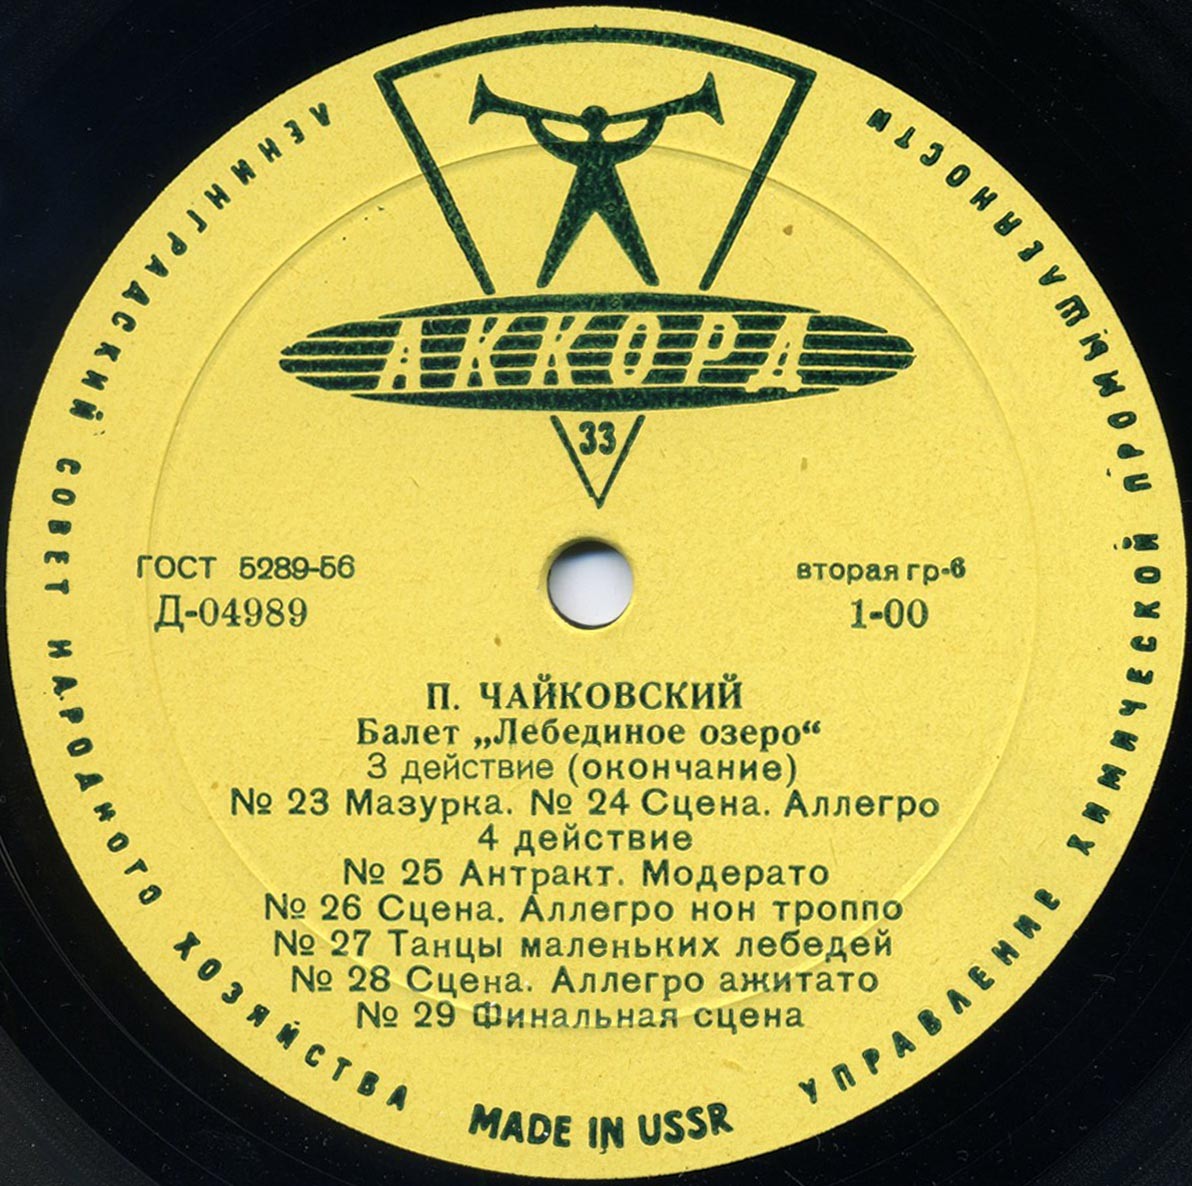 АККОРД
33
ЛЕНИНГРАДСКИЙ СОВЕТ НАРОДНОГО ХОЗЯЙСТВА
УПРАВЛЕНИЕ ХИМИЧЕСКОЙ ПРОМЫШЛЕННОСТИ
ГОСТ 5289-56
Д-04989
вторая гр-6
1-00
П. ЧАЙКОВСКИЙ
Балет „Лебединое озеро“
3 действие (окончание)
№ 23 Мазурка. № 24 Сцена. Аллегро
4 действие
№ 25 Антракт. Модерато
№ 26 Сцена. Аллегро нон троппо
№ 27 Танцы маленьких лебедей
№ 28 Сцена. Аллегро ажитато
№ 29 Финальная сцена
MADE IN USSR